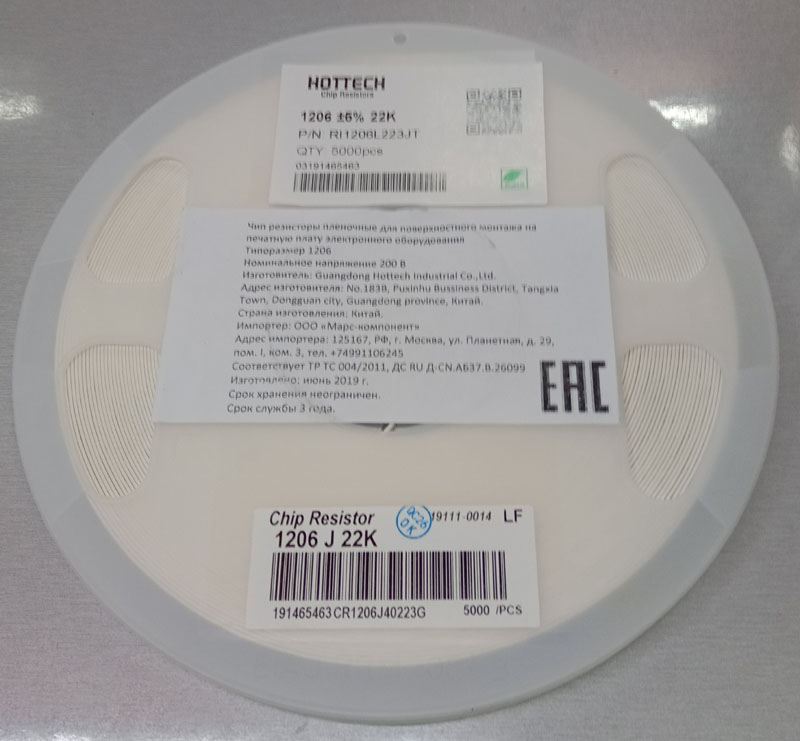 HOTTECH
Chip Resistors
1206 ±5% 22K
P/N: RI1206L223JT
QTY: 5000pcs
03191465463
RoHS
Чип резисторы пленочные для поверхностного монтажа на
печатную плату электронного оборудования
Типоразмер 1206
Номинальное напряжение 200 В
Изготовитель: Guangdong Hottech Industrial Co.,Ltd.
Адрес изготовителя: No.183B, Puxinhu Bussiness District, Tangxia
Town, Dongguan city, Guangdong province, Китай.
Страна изготовления: Китай.
Импортер: ООО «Марс-компонент»
Адрес импортера: 125167, РФ, г. Москва, ул. Планетная, д. 29,
пом. I, ком. 3, тел. +74991106245
Соответствует ТР ТС 004/2011, ДС RU Д-CN.АБ37.В.26099
Изготовлено: июнь 2019 г.
Срок хранения неограничен.
Срок службы 3 года.
EAC
Chip Resistor QC26 OK 19111-0014 LF
1206 J 22K
191465463CR1206J40223G 5000 /PCS